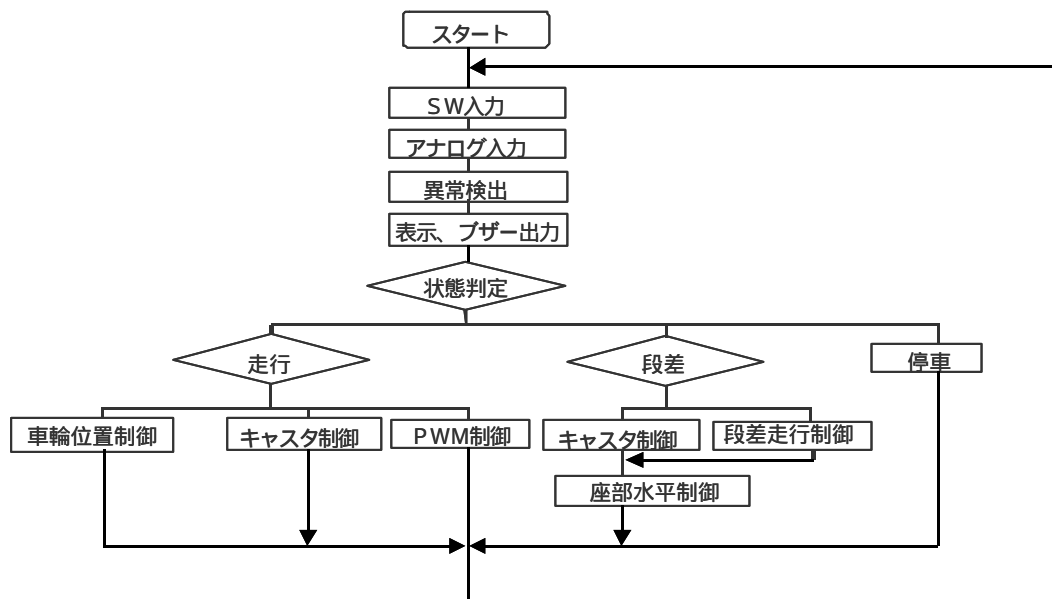 スタート
ＳＷ入力
アナログ入力
異常検出
表示、ブザー出力
状態判定
走行
段差
停車
車輪位置制御
キャスタ制御
ＰＷＭ制御
キャスタ制御
段差走行制御
座部水平制御